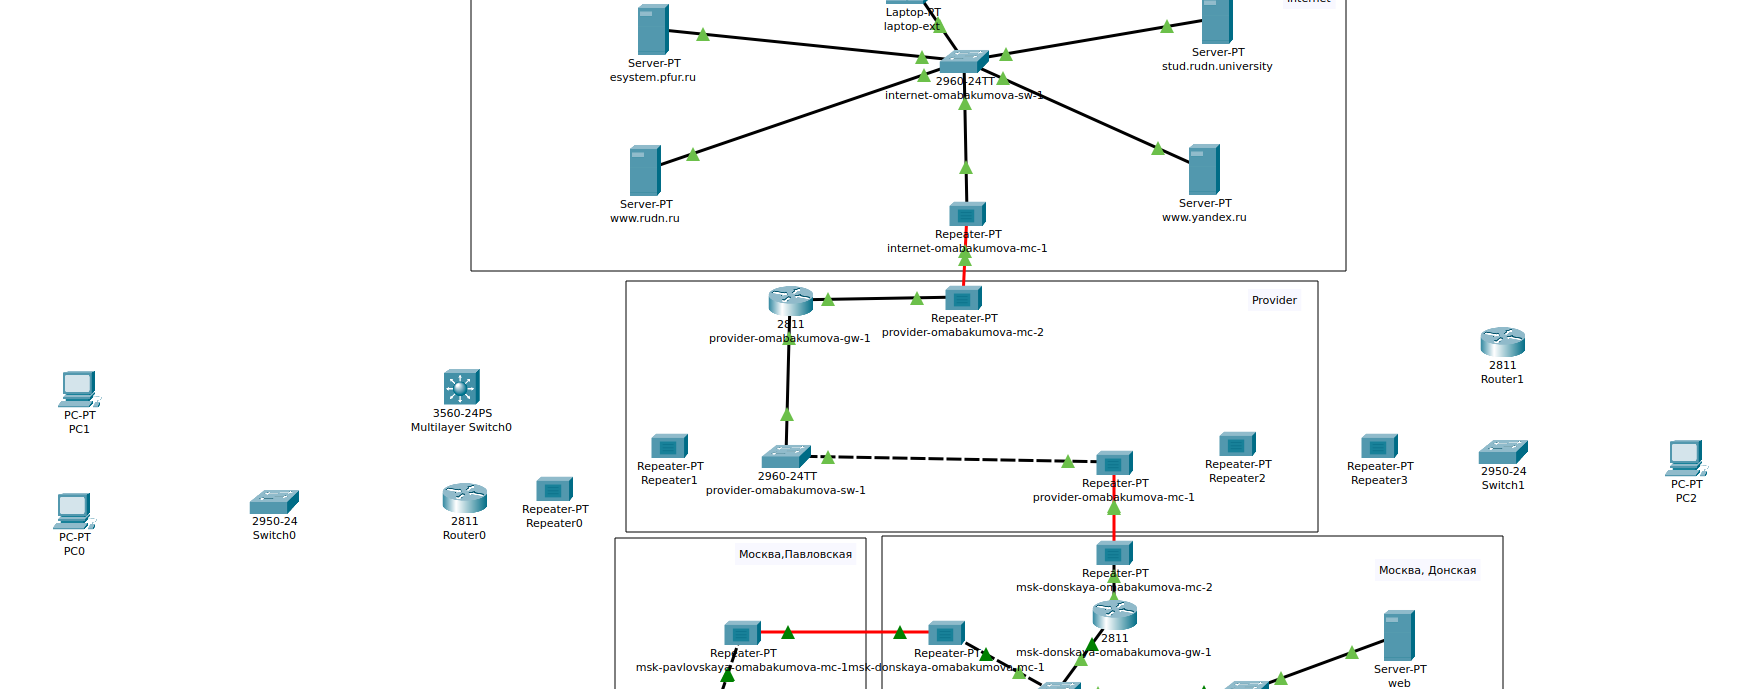 Internet
Laptop-PT
laptop-ext
Server-PT
esystem.pfur.ru
Server-PT
stud.rudn.university
2960-24TT
internet-omabakumova-sw-1
Server-PT
www.rudn.ru
Server-PT
www.yandex.ru
Repeater-PT
internet-omabakumova-mc-1
Provider
2811
provider-omabakumova-gw-1
Repeater-PT
provider-omabakumova-mc-2
2811
Router1
PC-PT
PC1
3560-24PS
Multilayer Switch0
Repeater-PT
Repeater1
2960-24TT
provider-omabakumova-sw-1
Repeater-PT
provider-omabakumova-mc-1
Repeater-PT
Repeater2
Repeater-PT
Repeater3
2950-24
Switch1
PC-PT
PC2
PC-PT
PC0
2950-24
Switch0
2811
Router0
Repeater-PT
Repeater0
Москва,Павловская
Москва, Донская
Repeater-PT
msk-donskaya-omabakumova-mc-2
2811
msk-donskaya-omabakumova-gw-1
Repeater-PT
msk-pavlovskaya-omabakumova-mc-1
Repeater-PT
msk-donskaya-omabakumova-mc-1
Server-PT
web